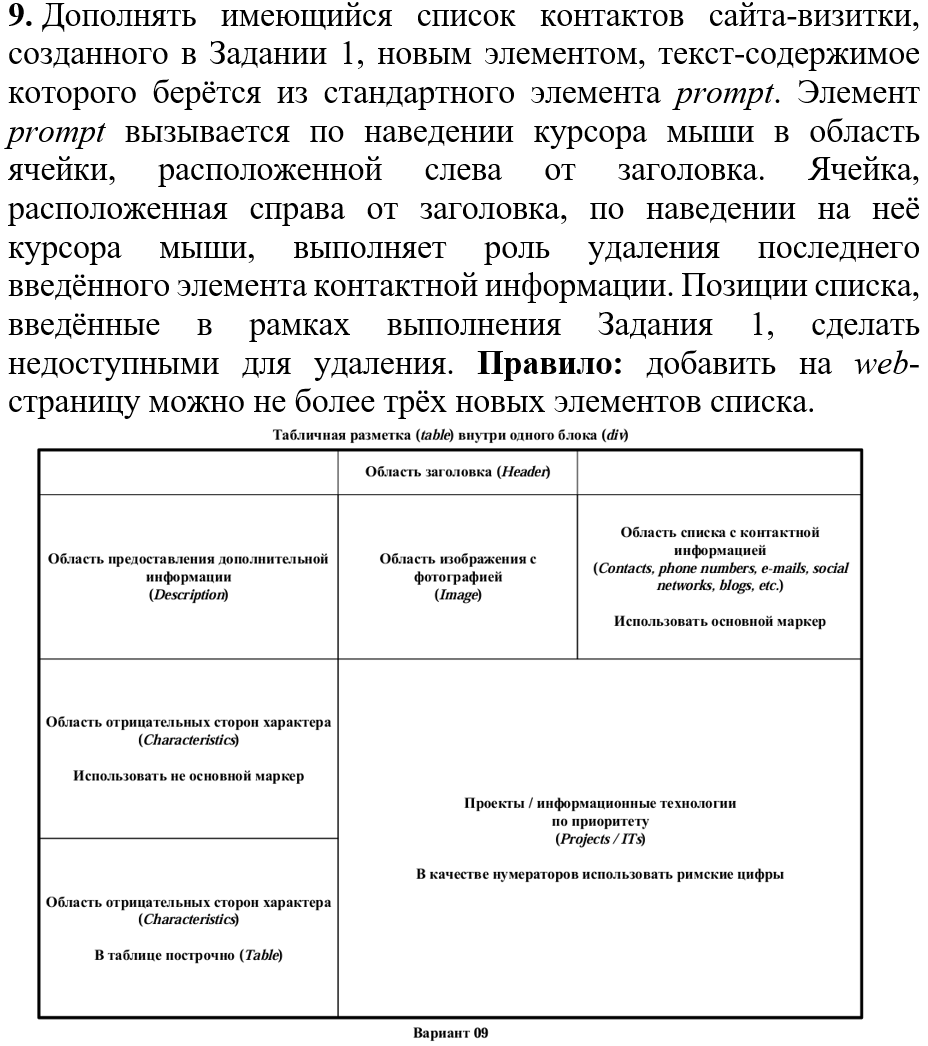 9. Дополнять имеющийся список контактов сайта-визитки,
созданного в Задании 1, новым элементом, текст-содержимое
которого берётся из стандартного элемента prompt. Элемент
prompt вызывается по наведении курсора мыши в область
ячейки, расположенной слева от заголовка. Ячейка,
расположенная справа от заголовка, по наведении на неё
курсора мыши, выполняет роль удаления последнего
введённого элемента контактной информации. Позиции списка,
введённые в рамках выполнения Задания 1, сделать
недоступными для удаления. Правило: добавить на web-
страницу можно не более трёх новых элементов списка.
Табличная разметка (table) внутри одного блока (div)
Область заголовка (Header)
Область предоставления дополнительной
информации
(Description)
Область изображения с
фотографией
(Image)
Область списка с контактной
информацией
(Contacts, phone numbers, e-mails, social
networks, blogs, etc.)
Использовать основной маркер
Область отрицательных сторон характера
(Characteristics)
Использовать не основной маркер
Проекты / информационные технологии
по приоритету
(Projects / ITs)
В качестве нумераторов использовать римские цифры
Область отрицательных сторон характера
(Characteristics)
В таблице построчно (Table)
Вариант 09